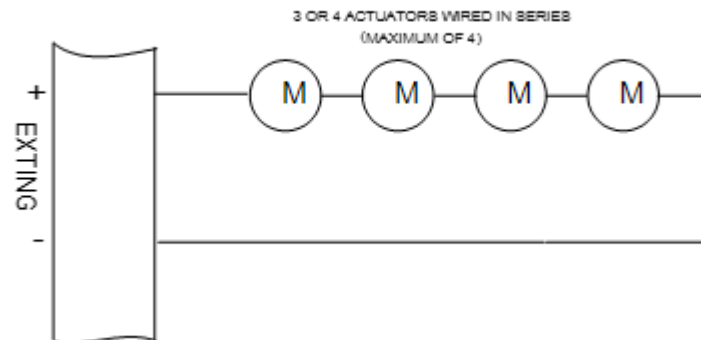 3 OR 4 ACTUATORS WIRED IN SERIES
(MAXIMUM OF 4)
+
M M M M
EXTING
-